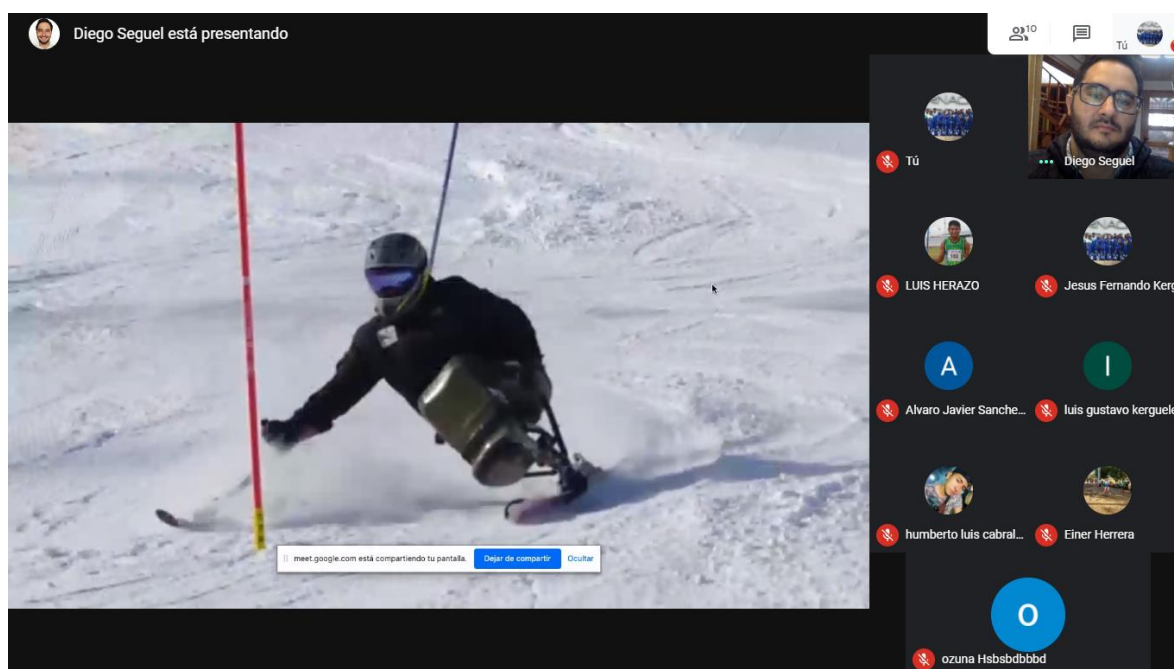 Diego Seguel está presentando
10
Tú
Tú
Diego Seguel
LUIS HERAZO
Jesus Fernando Kerg
Alvaro Javier Sanche...
luis gustavo kerguele
A
I
humberto luis cabral...
Einer Herrera
meet.google.com está compartiendo tu pantalla.
Dejar de compartir
Ocultar
O
ozuna Hsbsbdbbbd